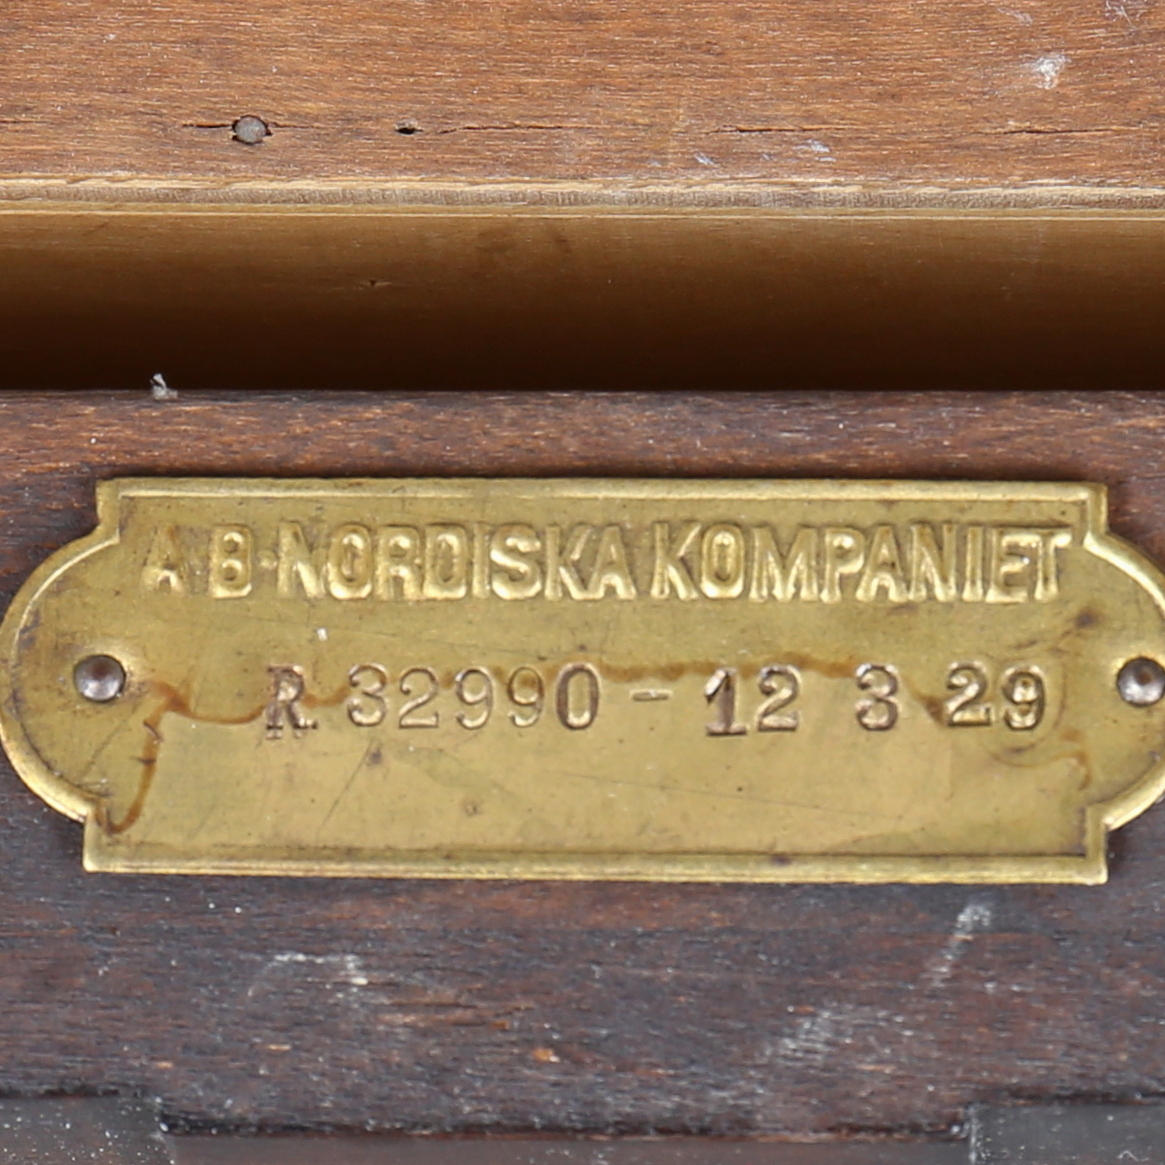 A B·NORDISKA KOMPANIET
R. 32990 - 12 3 29